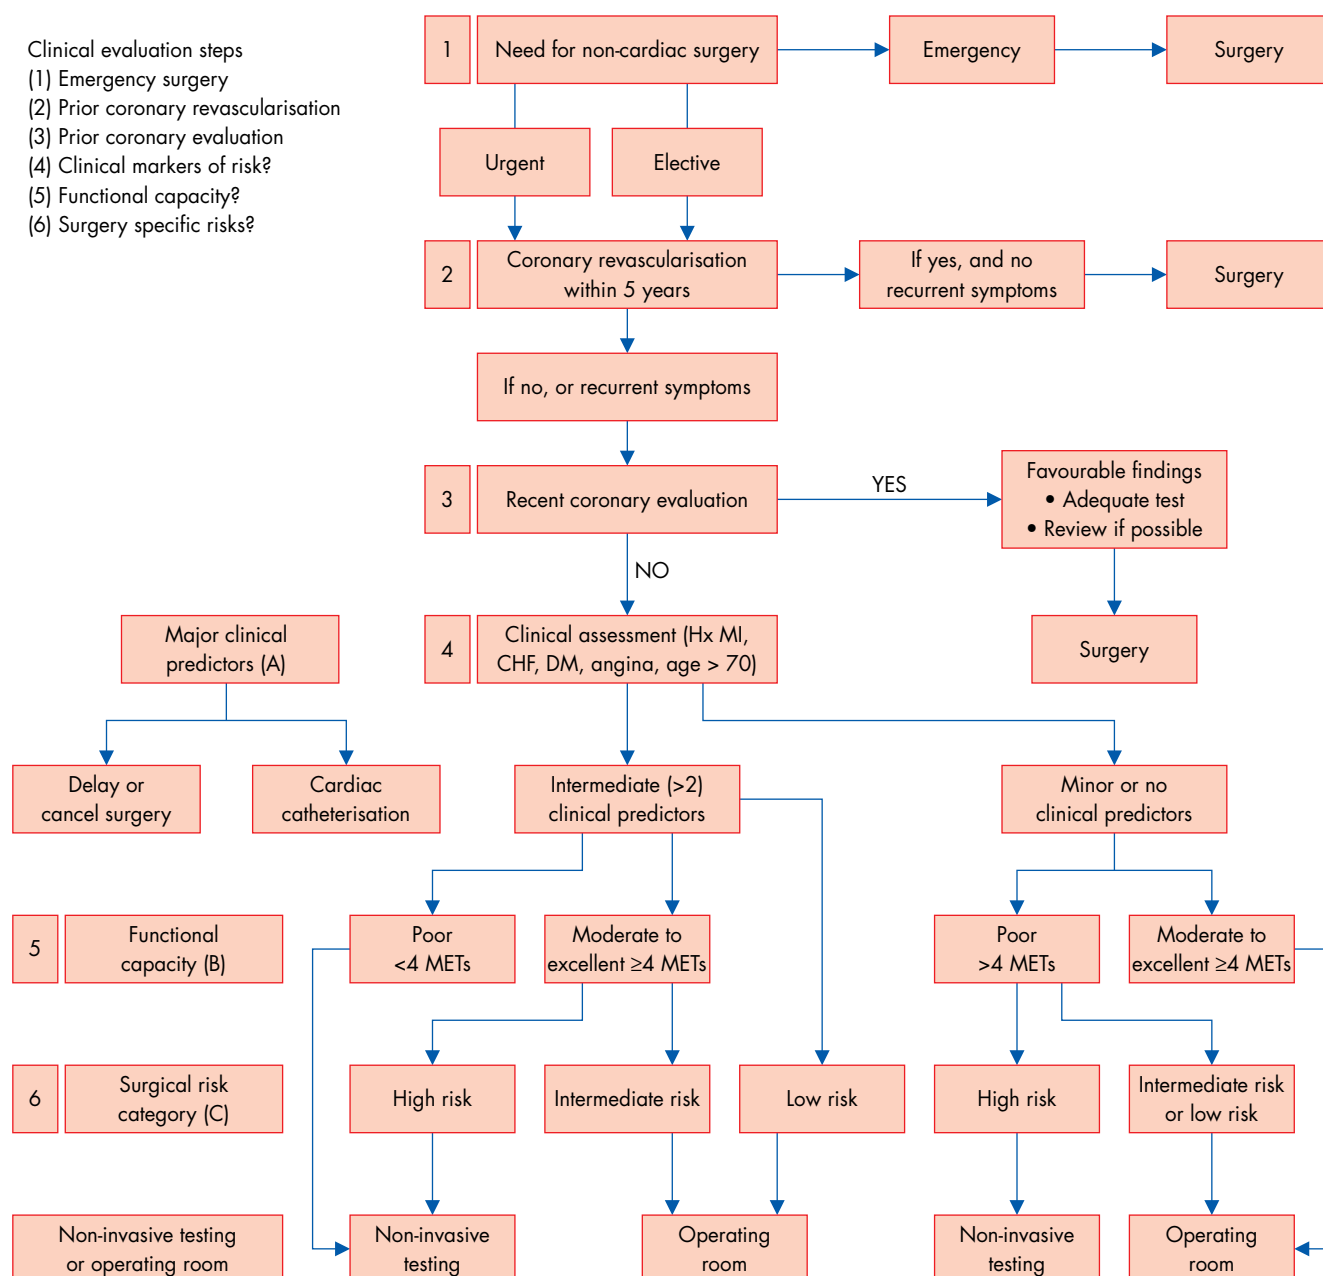 Clinical evaluation steps
(1) Emergency surgery
(2) Prior coronary revascularisation
(3) Prior coronary evaluation
(4) Clinical markers of risk?
(5) Functional capacity?
(6) Surgery specific risks?
1
Need for non-cardiac surgery
Emergency
Surgery
Urgent
Elective
2
Coronary revascularisation
within 5 years
If yes, and no
recurrent symptoms
Surgery
If no, or recurrent symptoms
3
Recent coronary evaluation
YES
Favourable findings
• Adequate test
• Review if possible
NO
Surgery
Major clinical
predictors (A)
4
Clinical assessment (Hx MI,
CHF, DM, angina, age > 70)
Delay or
cancel surgery
Cardiac
catheterisation
Intermediate (>2)
clinical predictors
Minor or no
clinical predictors
5
Functional
capacity (B)
Poor
<4 METs
Moderate to
excellent ≥4 METs
Poor
>4 METs
Moderate to
excellent ≥4 METs
6
Surgical risk
category (C)
High risk
Intermediate risk
Low risk
High risk
Intermediate risk
or low risk
Non-invasive testing
or operating room
Non-invasive
testing
Operating
room
Non-invasive
testing
Operating
room